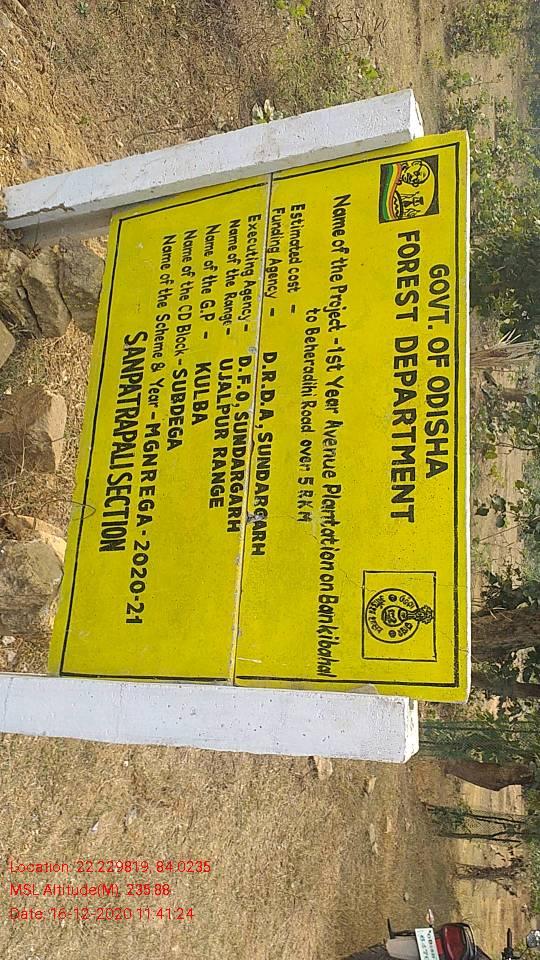 GOVT. OF ODISHA
FOREST DEPARTMENT
Name of the Project - 1st Year Avenue Plantation on Bankibahal
to Beheradihi Road over 5 RKM
Estimated cost -
Funding Agency - D.R.D.A, SUNDARGARH
Executing Agency - D.F.O, SUNDARGARH
Name of the Range - UJALPUR RANGE
Name of the G.P - KULBA
Name of the CD Block - SUBDEGA
Name of the Scheme & Year - MGNREGA - 2020-21
SANPATRAPALI SECTION
Location: 22.229819, 84.0235
MSL Altitude(M): 235.88
Date: 16-12-2020 11:41:24